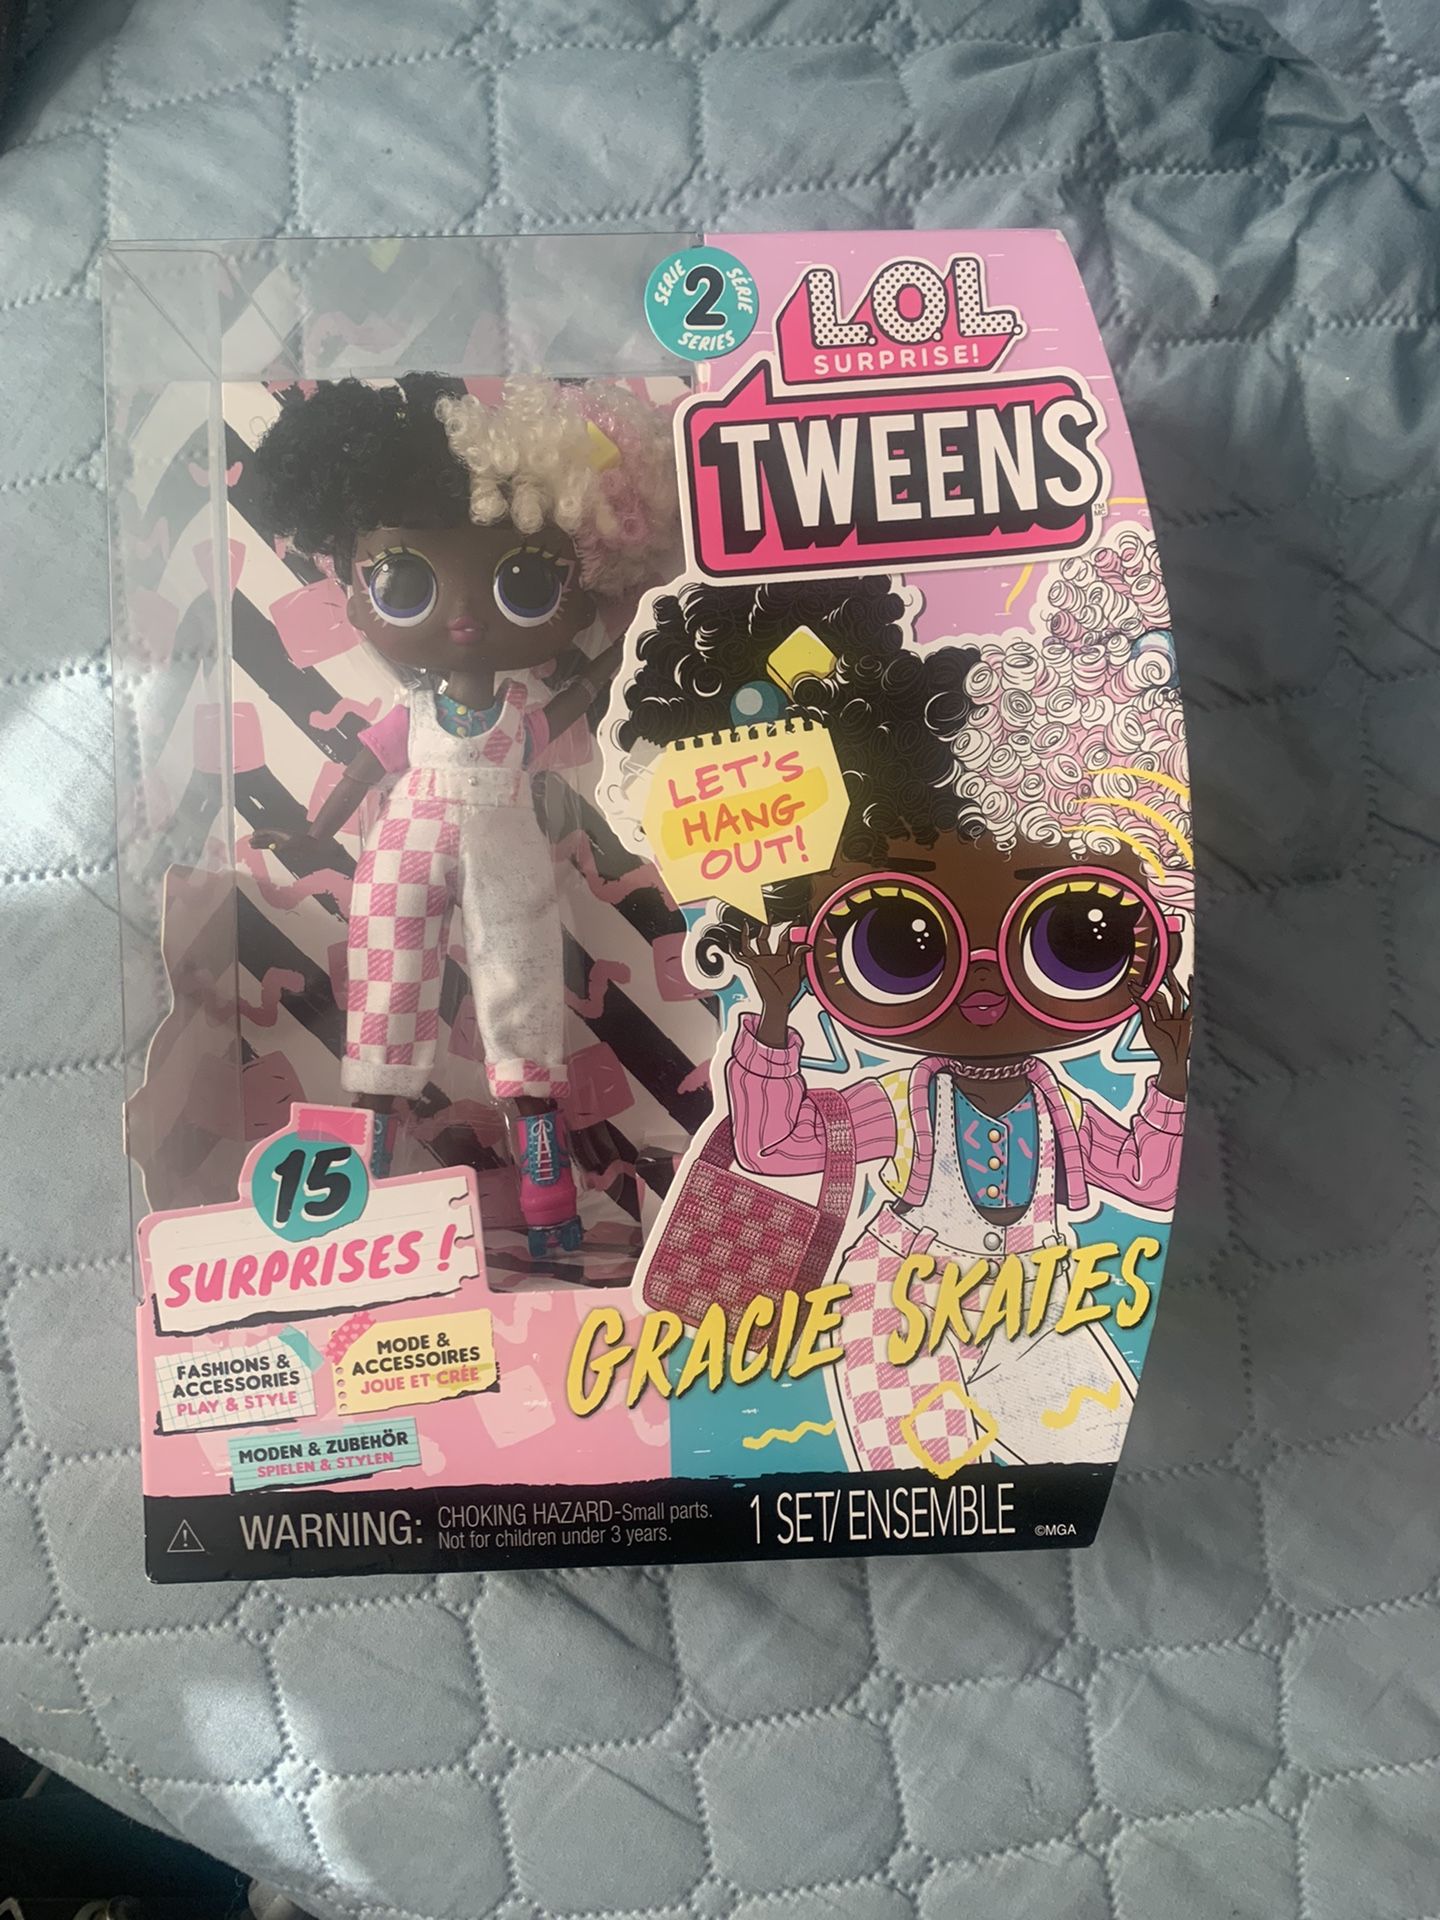 SERIE 2 SÉRIE
SERIES
L.O.L.
SURPRISE!
TWEENS
TM
MC
LET'S
HANG
OUT!
15
SURPRISES!
FASHIONS &
ACCESSORIES
PLAY & STYLE
MODE &
ACCESSOIRES
JOUE ET CRÉE
MODEN & ZUBEHÖR
SPIELEN & STYLEN
GRACIE SKATES
WARNING: CHOKING HAZARD-Small parts.
Not for children under 3 years.
1 SET/ENSEMBLE
©MGA